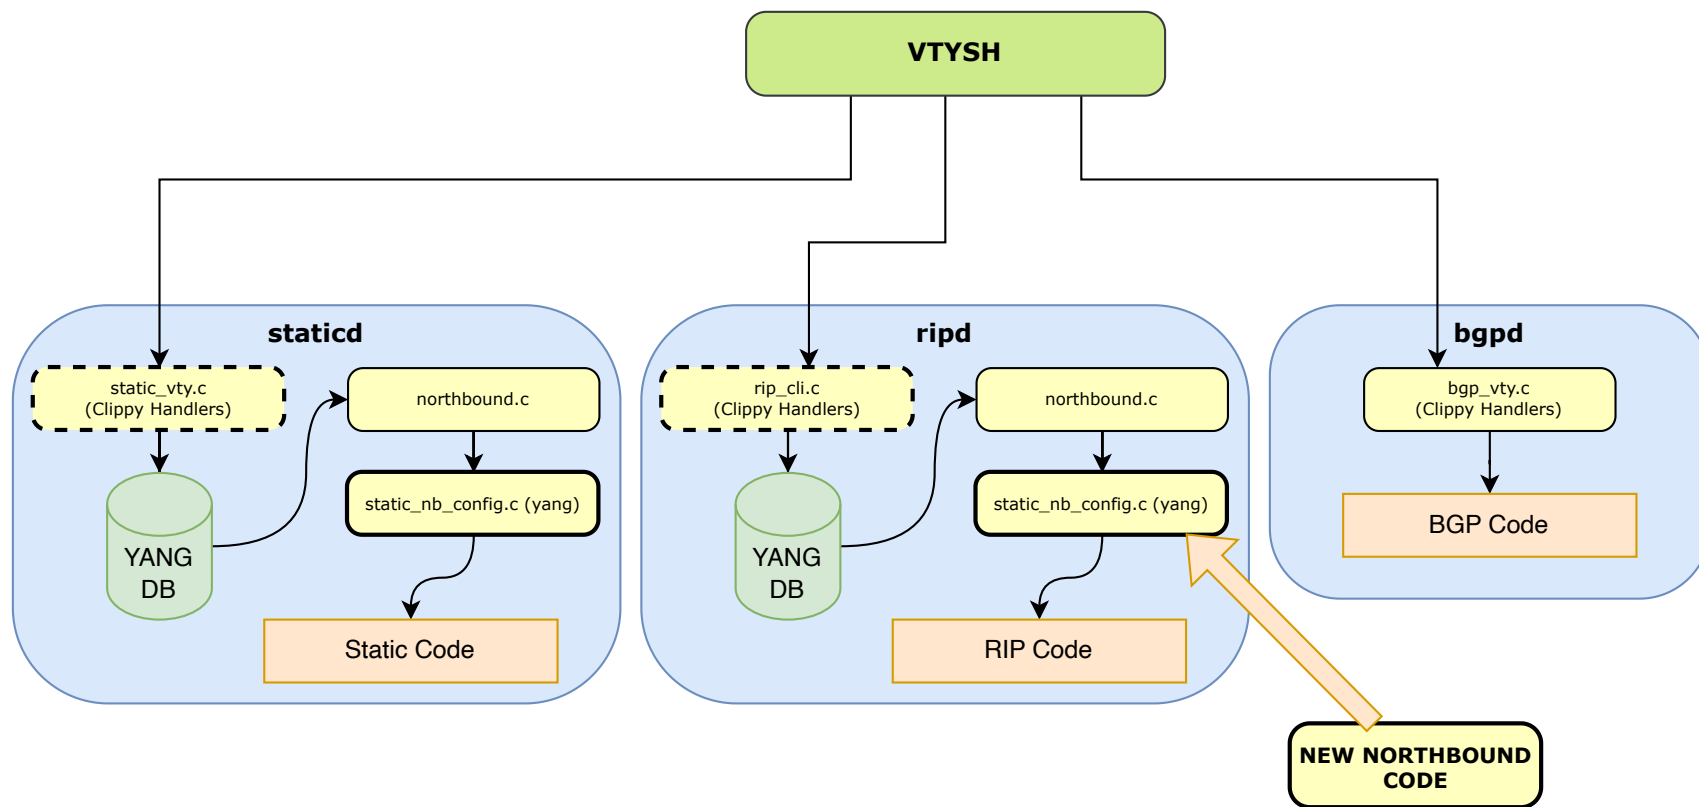 VTYSH
staticd
static_vty.c
(Clippy Handlers)
northbound.c
static_nb_config.c (yang)
YANG
DB
Static Code
ripd
rip_cli.c
(Clippy Handlers)
northbound.c
static_nb_config.c (yang)
YANG
DB
RIP Code
bgpd
bgp_vty.c
(Clippy Handlers)
BGP Code
NEW NORTHBOUND
CODE